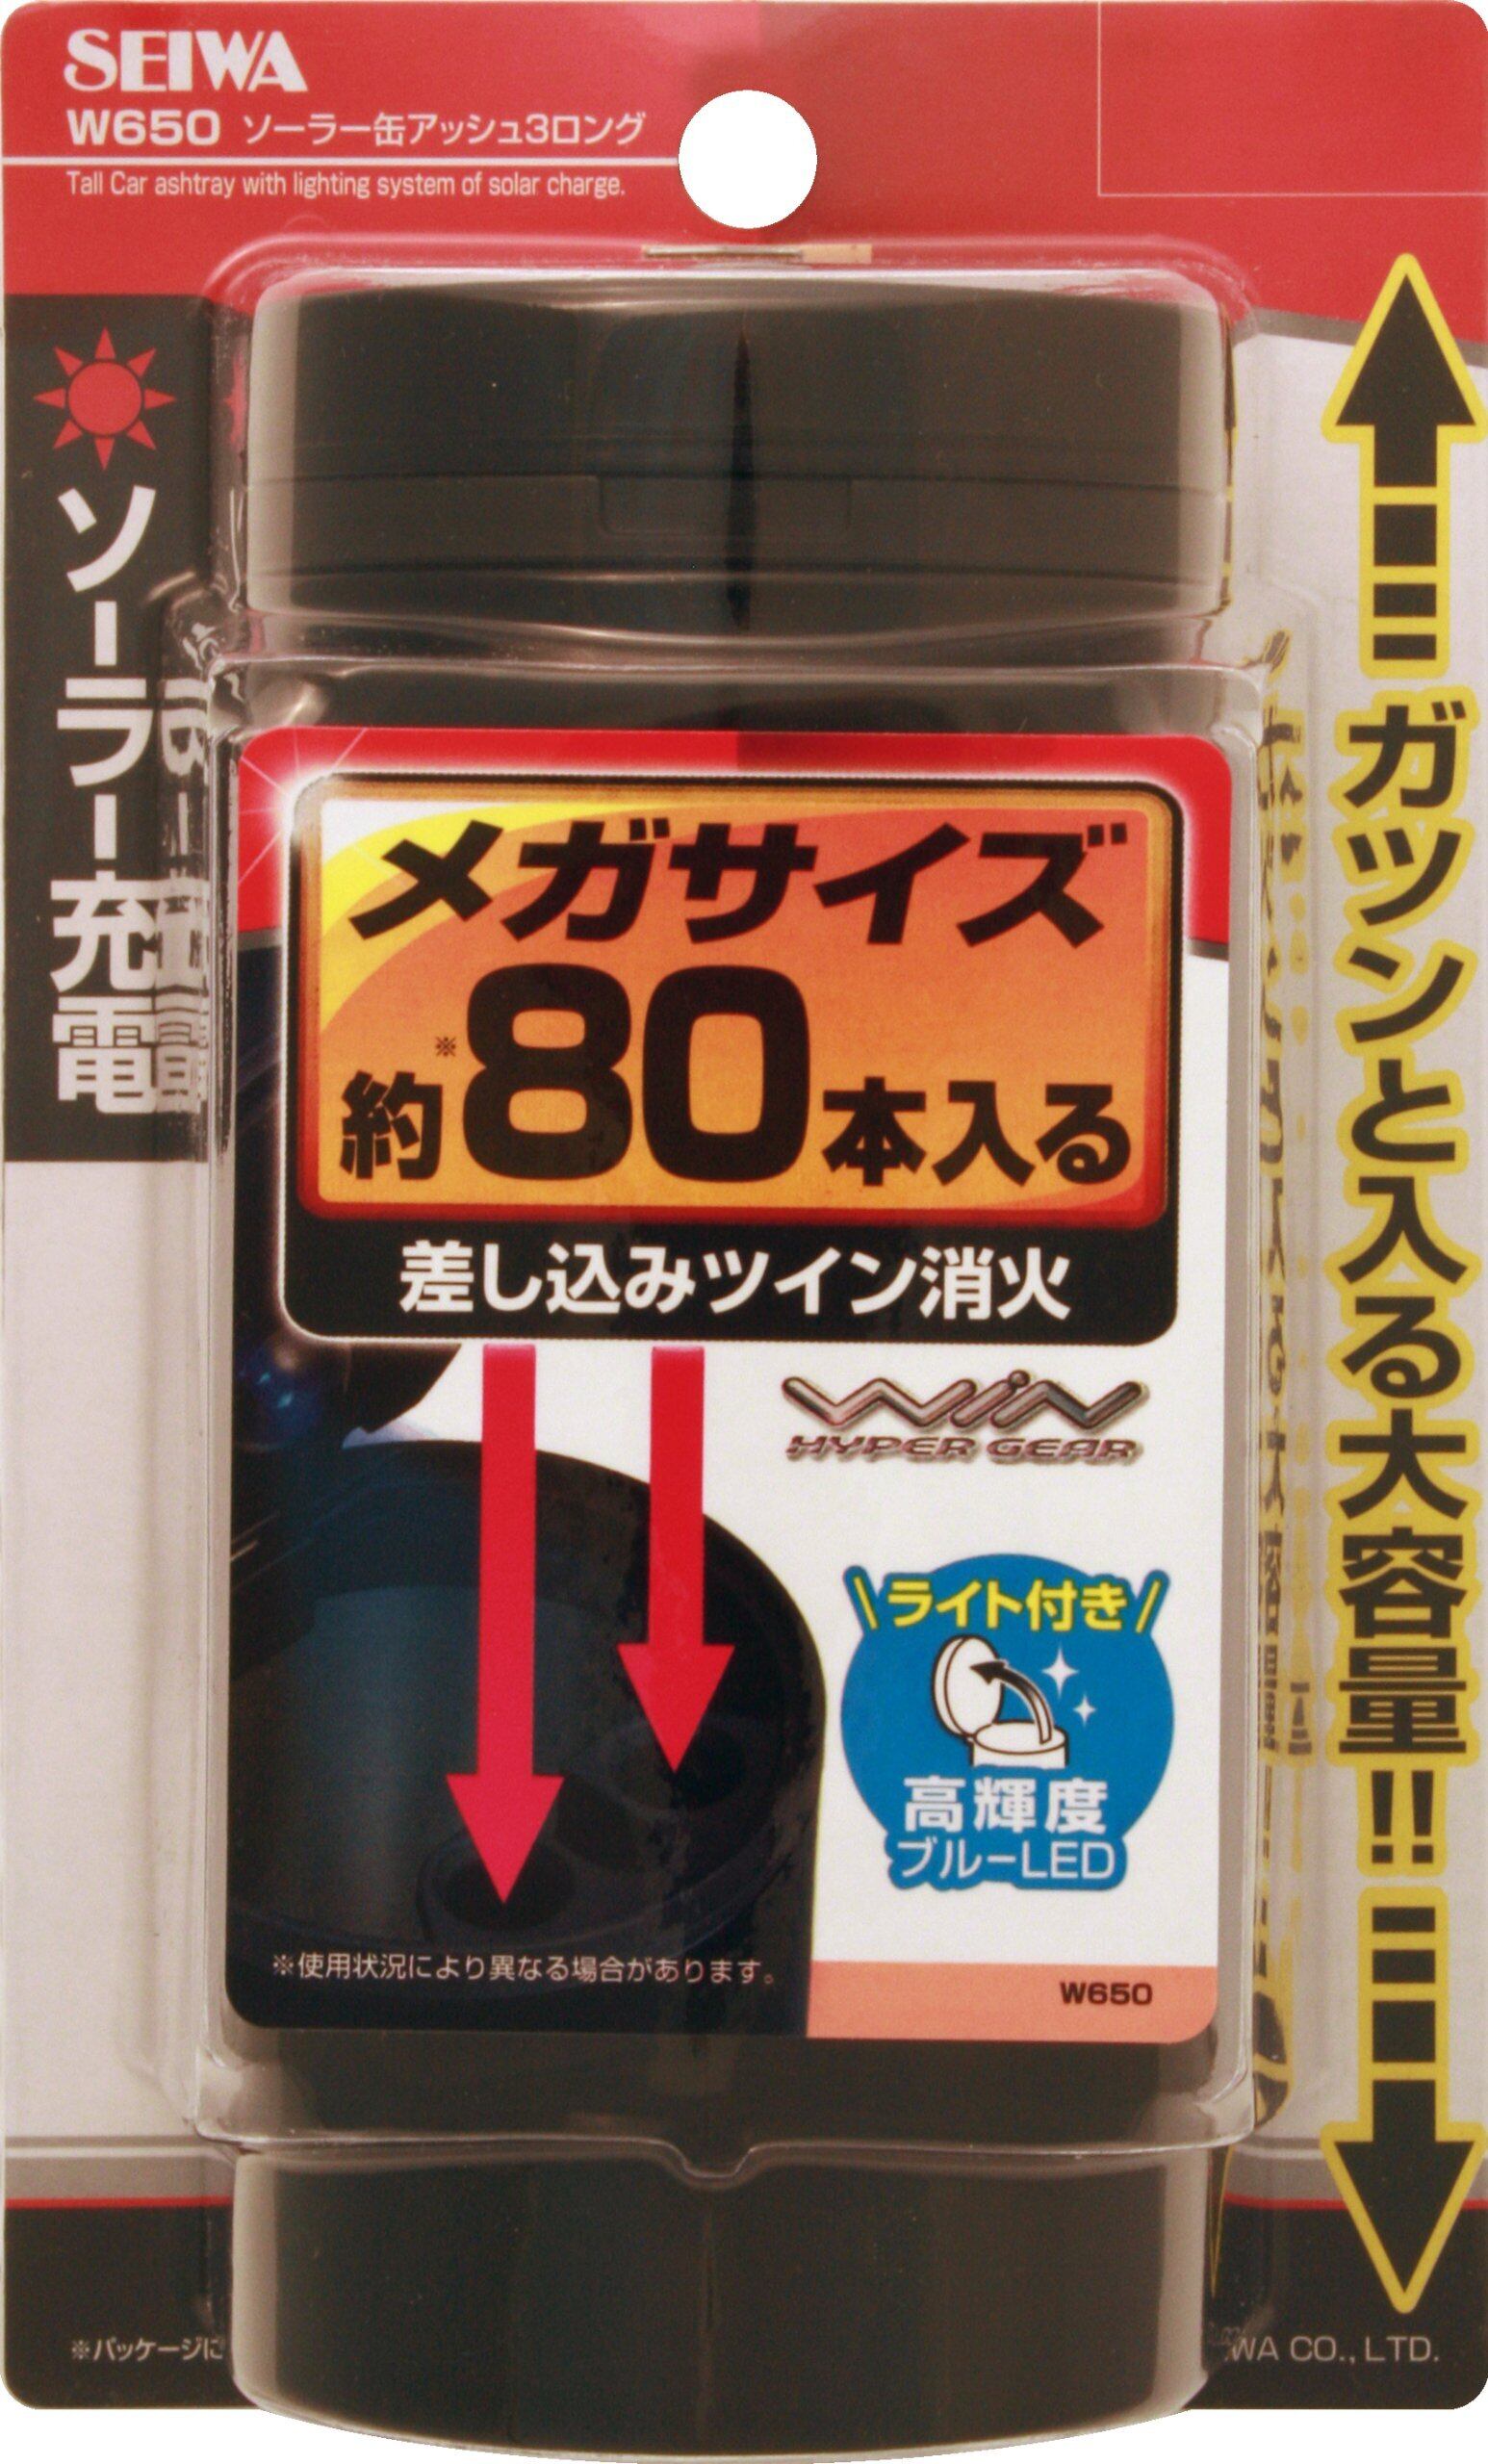 SEIWA
W650 ソーラー缶アッシュ3ロング
Tall Car ashtray with lighting system of solar charge.
ソーラー充電
メガサイズ
※
約80本入る
差し込みツイン消火
WiN
HYPER GEAR
\ライト付き/
高輝度
ブルーLED
※使用状況により異なる場合があります。
W650
ガツンと入る大容量!!
※パッケージに
WA CO., LTD.